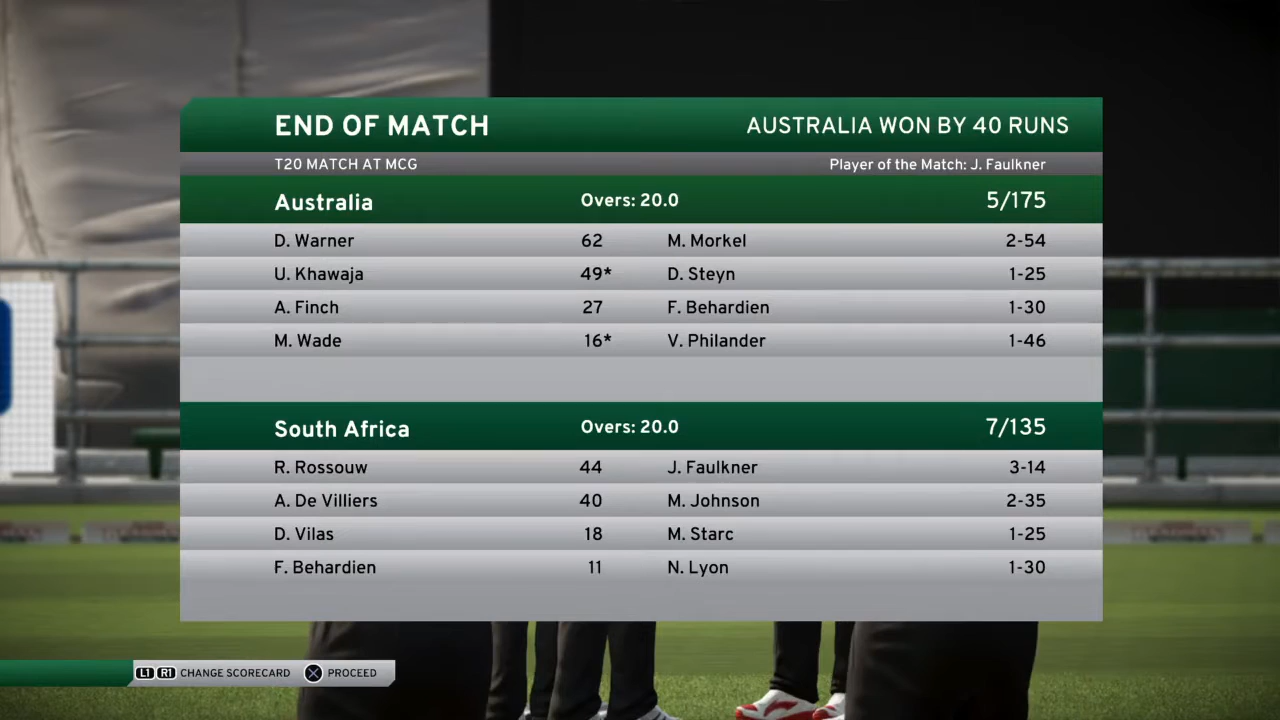 END OF MATCH AUSTRALIA WON BY 40 RUNS
T20 MATCH AT MCG Player of the Match: J. Faulkner
Australia Overs: 20.0 5/175
D. Warner 62 M. Morkel 2-54
U. Khawaja 49* D. Steyn 1-25
A. Finch 27 F. Behardien 1-30
M. Wade 16* V. Philander 1-46
South Africa Overs: 20.0 7/135
R. Rossouw 44 J. Faulkner 3-14
A. De Villiers 40 M. Johnson 2-35
D. Vilas 18 M. Starc 1-25
F. Behardien 11 N. Lyon 1-30
L1 R1 CHANGE SCORECARD PROCEED